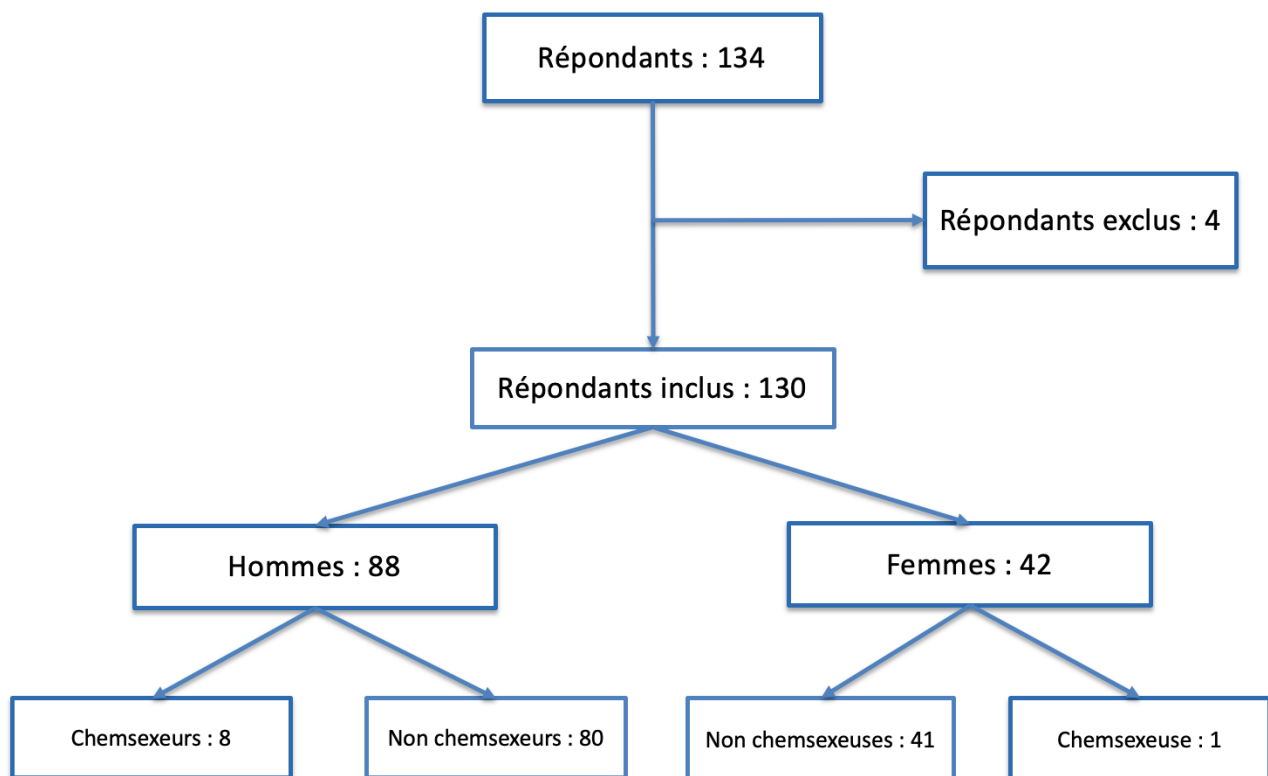 Répondants : 134
Répondants exclus : 4
Répondants inclus : 130
Hommes : 88
Femmes : 42
Chemsexeurs : 8
Non chemsexeurs : 80
Non chemsexeuses : 41
Chemsexeuse : 1